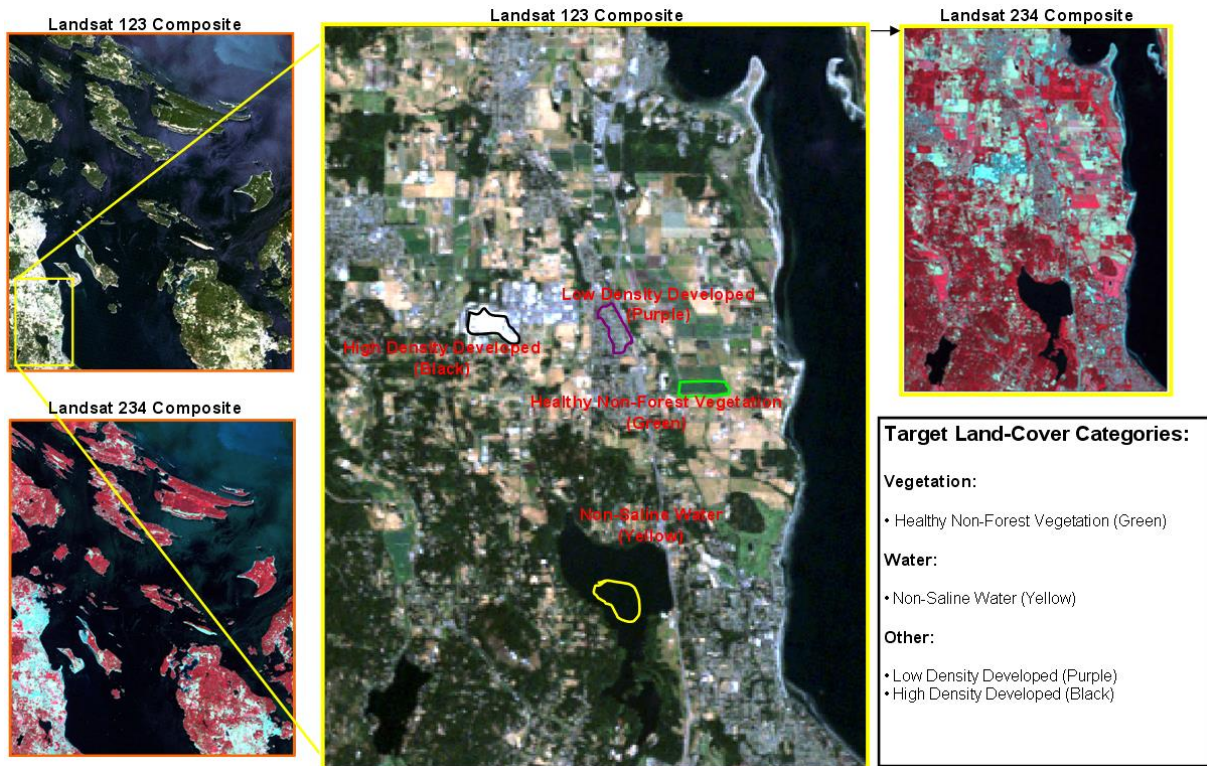 Landsat 123 Composite
Landsat 123 Composite
Landsat 234 Composite
Low Density Developed
(Purple)
High Density Developed
(Black)
Healthy Non-Forest Vegetation
(Green)
Landsat 234 Composite
Non-Saline Water
(Yellow)
Target Land-Cover Categories:
Vegetation:
• Healthy Non-Forest Vegetation (Green)
Water:
• Non-Saline Water (Yellow)
Other:
• Low Density Developed (Purple)
• High Density Developed (Black)